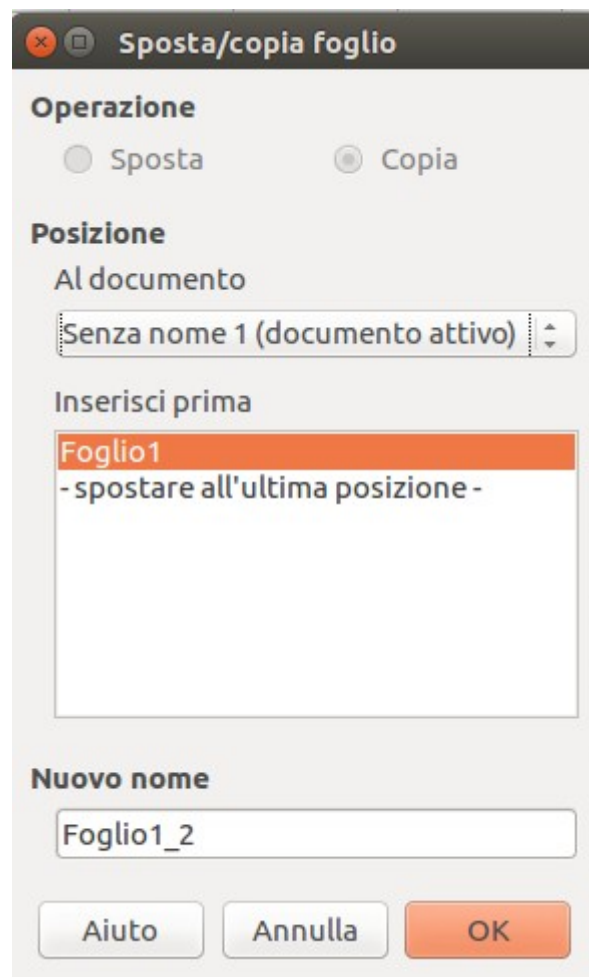 Sposta/copia foglio
Operazione
Sposta Copia
Posizione
Al documento
Senza nome 1 (documento attivo)
Inserisci prima
Foglio1
- spostare all'ultima posizione -
Nuovo nome
Foglio1_2
Aiuto Annulla OK